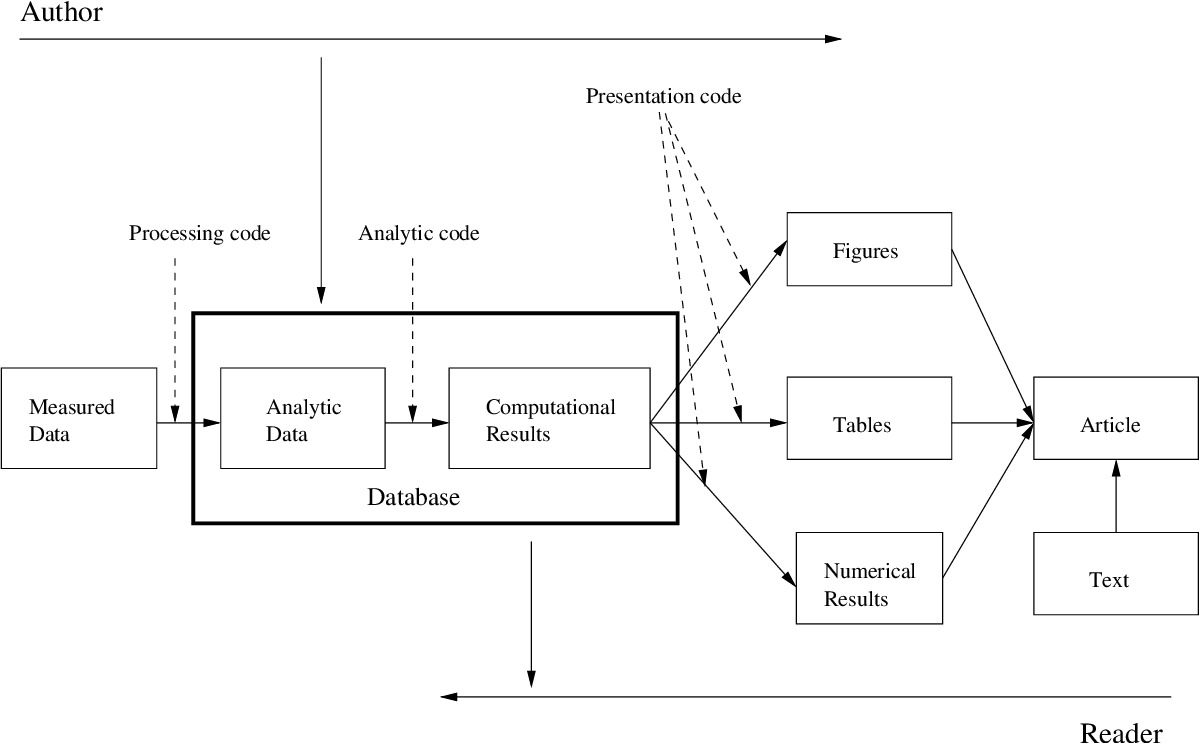 Author
Presentation code
Processing code
Analytic code
Figures
Measured
Data
Analytic
Data
Computational
Results
Tables
Article
Database
Numerical
Results
Text
Reader